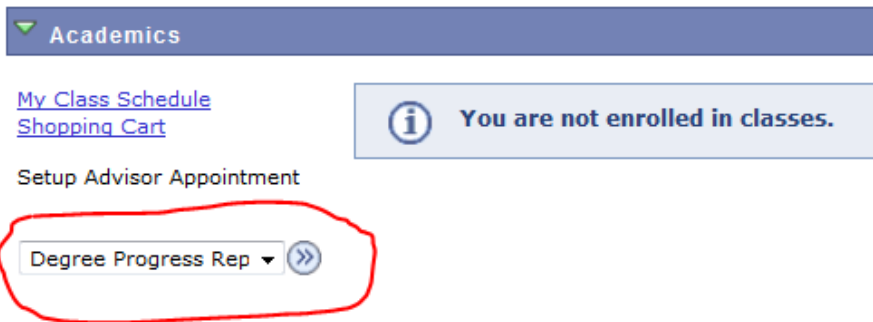 Academics
My Class Schedule
Shopping Cart
You are not enrolled in classes.
Setup Advisor Appointment
Degree Progress Rep